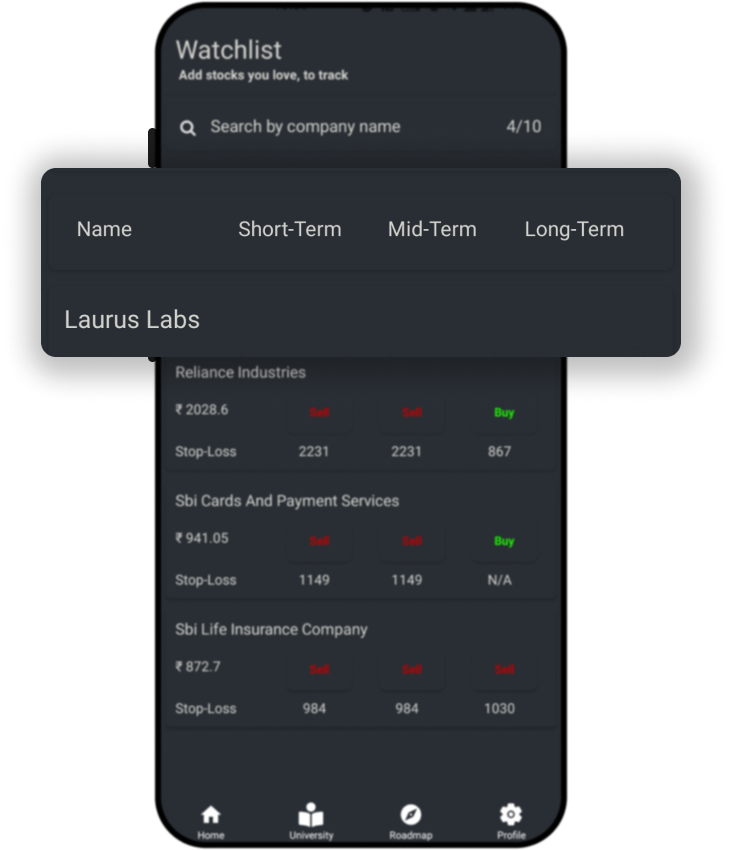 Watchlist
Add stocks you love, to track
Search by company name 4/10
Name Short-Term Mid-Term Long-Term
Laurus Labs
Reliance Industries
₹ 2028.6 Sell Sell Buy
Stop-Loss 2231 2231 867
Sbi Cards And Payment Services
₹ 941.05 Sell Sell Buy
Stop-Loss 1149 1149 N/A
Sbi Life Insurance Company
₹ 872.7 Sell Sell Sell
Stop-Loss 984 984 1030
Home University Roadmap Profile